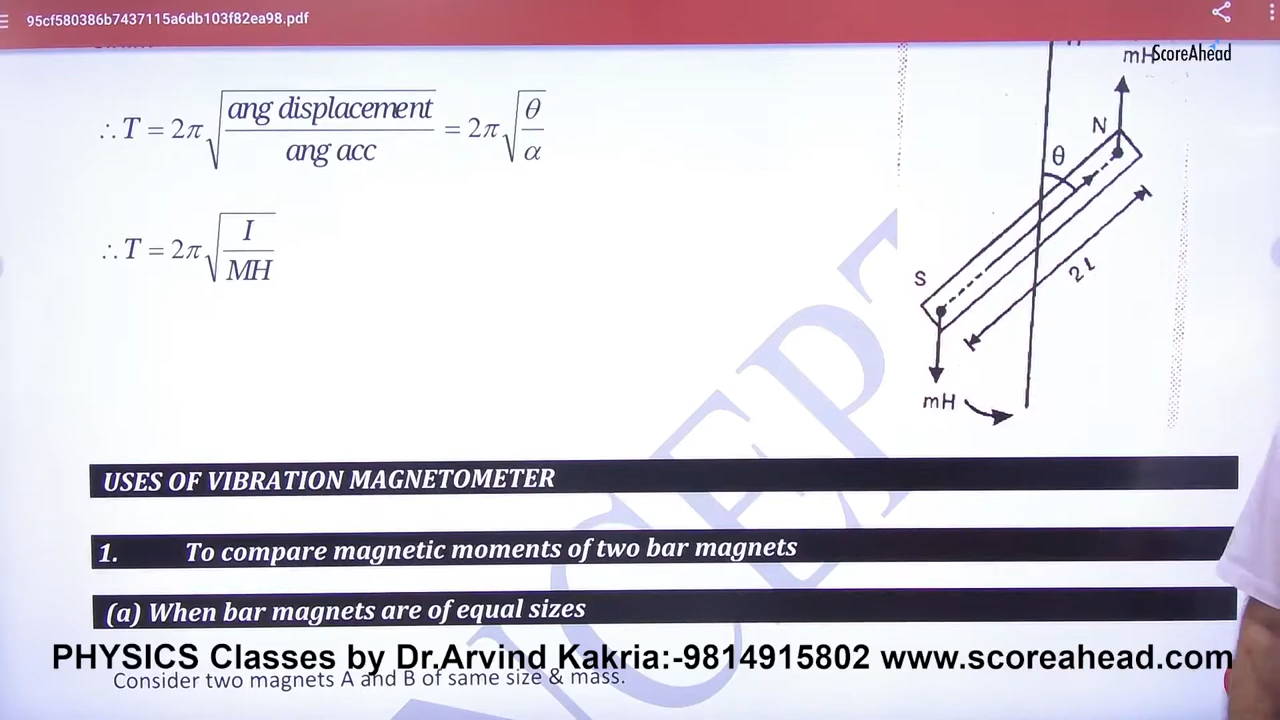 95cf580386b7437115a6db103f82ea98.pdf
ScoreAhead
mH
∴ T = 2π √(ang displacement / ang acc) = 2π √(θ / α)
N
θ
∴ T = 2π √(I / MH)
2l
S
mH
USES OF VIBRATION MAGNETOMETER
1. To compare magnetic moments of two bar magnets
(a) When bar magnets are of equal sizes
PHYSICS Classes by Dr.Arvind Kakria:-9814915802 www.scoreahead.com
Consider two magnets A and B of same size & mass.